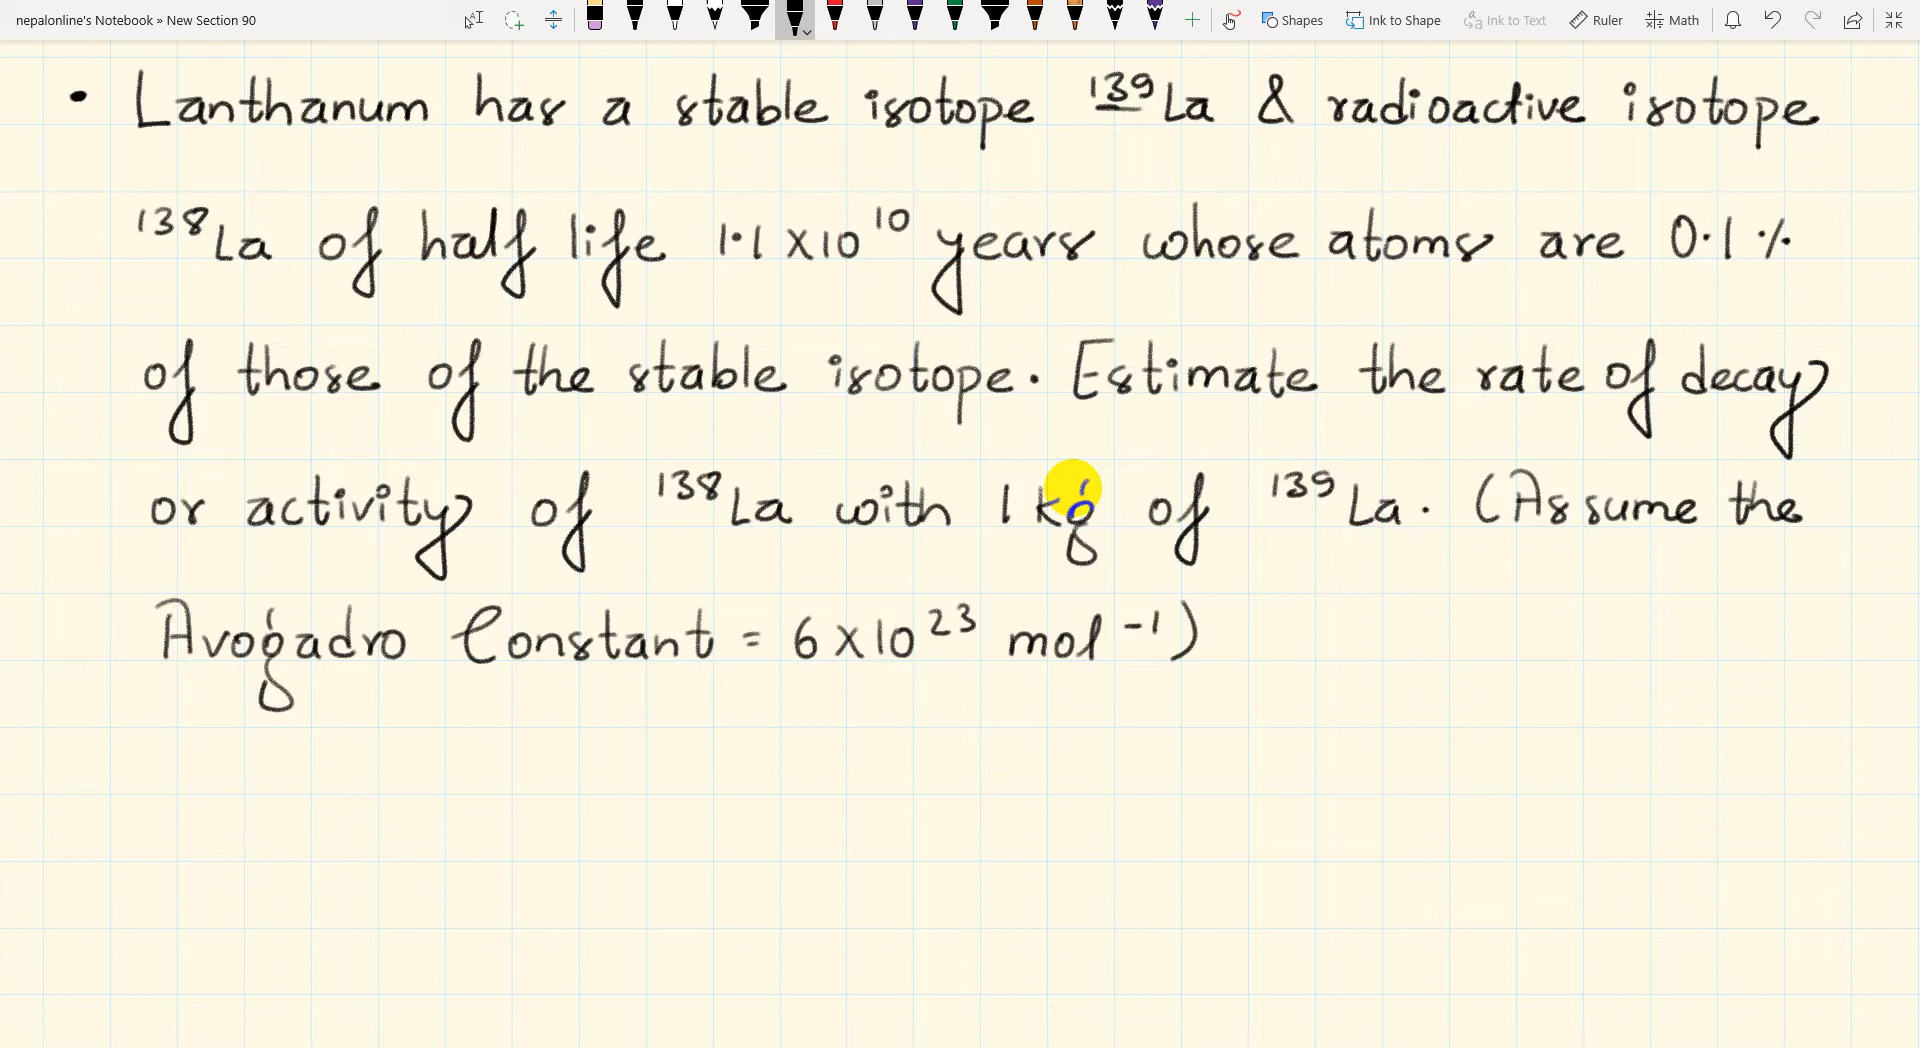 nepalonline's Notebook » New Section 90
Shapes Ink to Shape Ink to Text Ruler Math
• Lanthanum has a stable isotope ¹³⁹La & radioactive isotope
¹³⁸La of half life 1.1 × 10¹⁰ years whose atoms are 0.1 %
of those of the stable isotope. Estimate the rate of decay
or activity of ¹³⁸La with 1 kg of ¹³⁹La. (Assume the
Avogadro Constant = 6 × 10²³ mol⁻¹)